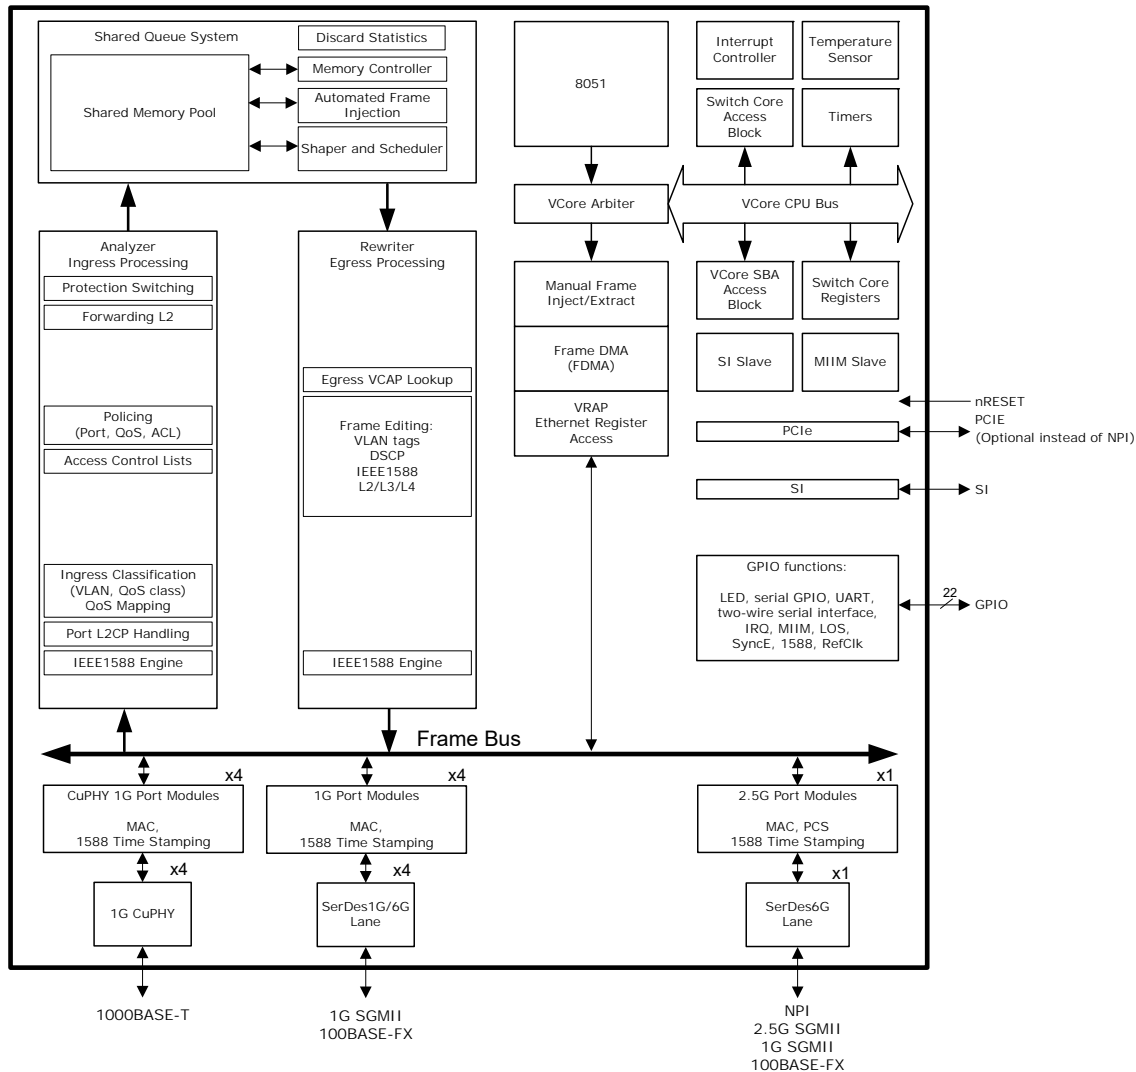 Shared Queue System
Discard Statistics
Shared Memory Pool
Memory Controller
Automated Frame
Injection
Shaper and Scheduler
8051
Interrupt
Controller
Temperature
Sensor
Switch Core
Access
Block
Timers
VCore Arbiter
VCore CPU Bus
Analyzer
Ingress Processing
Protection Switching
Forwarding L2
Policing
(Port, QoS, ACL)
Access Control Lists
Ingress Classification
(VLAN, QoS class)
QoS Mapping
Port L2CP Handling
IEEE1588 Engine
Rewriter
Egress Processing
Egress VCAP Lookup
Frame Editing:
VLAN tags
DSCP
IEEE1588
L2/L3/L4
IEEE1588 Engine
Manual Frame
Inject/Extract
Frame DMA
(FDMA)
VRAP
Ethernet Register
Access
VCore SBA
Access
Block
Switch Core
Registers
SI Slave
MIIM Slave
nRESET
PCIe
PCIE
(Optional instead of NPI)
SI
SI
GPIO functions:
LED, serial GPIO, UART,
two-wire serial interface,
IRQ, MIIM, LOS,
SyncE, 1588, RefClk
22
GPIO
Frame Bus
x4
x4
x1
CuPHY 1G Port Modules
MAC,
1588 Time Stamping
1G Port Modules
MAC,
1588 Time Stamping
2.5G Port Modules
MAC, PCS
1588 Time Stamping
x4
x4
x1
1G CuPHY
SerDes1G/6G
Lane
SerDes6G
Lane
1000BASE-T
1G SGMII
100BASE-FX
NPI
2.5G SGMII
1G SGMII
100BASE-FX